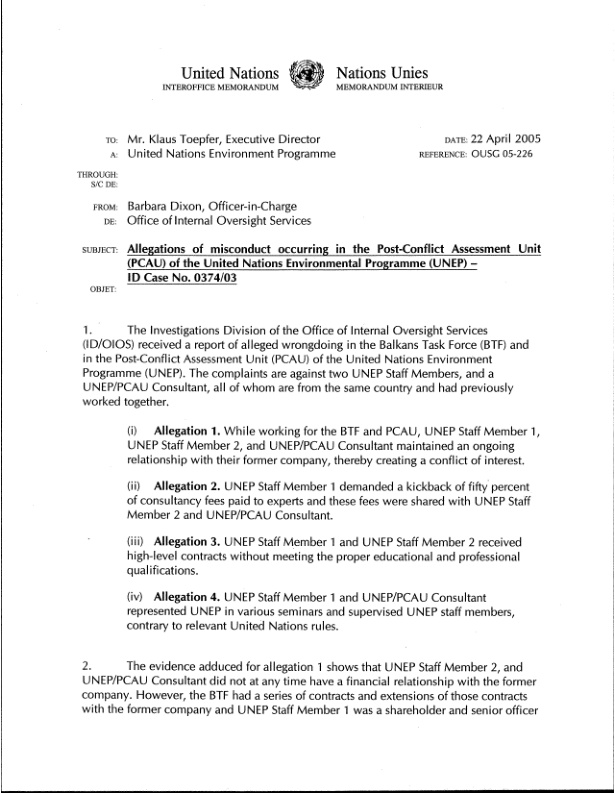 United Nations Nations Unies
INTEROFFICE MEMORANDUM MEMORANDUM INTERIEUR
TO: Mr. Klaus Toepfer, Executive Director DATE: 22 April 2005
A: United Nations Environment Programme REFERENCE: OUSG 05-226
THROUGH:
S/C DE:
FROM: Barbara Dixon, Officer-in-Charge
DE: Office of Internal Oversight Services
SUBJECT: Allegations of misconduct occurring in the Post-Conflict Assessment Unit
(PCAU) of the United Nations Environmental Programme (UNEP) –
ID Case No. 0374/03
OBJET:
1. The Investigations Division of the Office of Internal Oversight Services
(ID/OIOS) received a report of alleged wrongdoing in the Balkans Task Force (BTF) and
in the Post-Conflict Assessment Unit (PCAU) of the United Nations Environment
Programme (UNEP). The complaints are against two UNEP Staff Members, and a
UNEP/PCAU Consultant, all of whom are from the same country and had previously
worked together.
(i) Allegation 1. While working for the BTF and PCAU, UNEP Staff Member 1,
UNEP Staff Member 2, and UNEP/PCAU Consultant maintained an ongoing
relationship with their former company, thereby creating a conflict of interest.
(ii) Allegation 2. UNEP Staff Member 1 demanded a kickback of fifty percent
of consultancy fees paid to experts and these fees were shared with UNEP Staff
Member 2 and UNEP/PCAU Consultant.
(iii) Allegation 3. UNEP Staff Member 1 and UNEP Staff Member 2 received
high-level contracts without meeting the proper educational and professional
qualifications.
(iv) Allegation 4. UNEP Staff Member 1 and UNEP/PCAU Consultant
represented UNEP in various seminars and supervised UNEP staff members,
contrary to relevant United Nations rules.
2. The evidence adduced for allegation 1 shows that UNEP Staff Member 2, and
UNEP/PCAU Consultant did not at any time have a financial relationship with the former
company. However, the BTF had a series of contracts and extensions of those contracts
with the former company and UNEP Staff Member 1 was a shareholder and senior officer